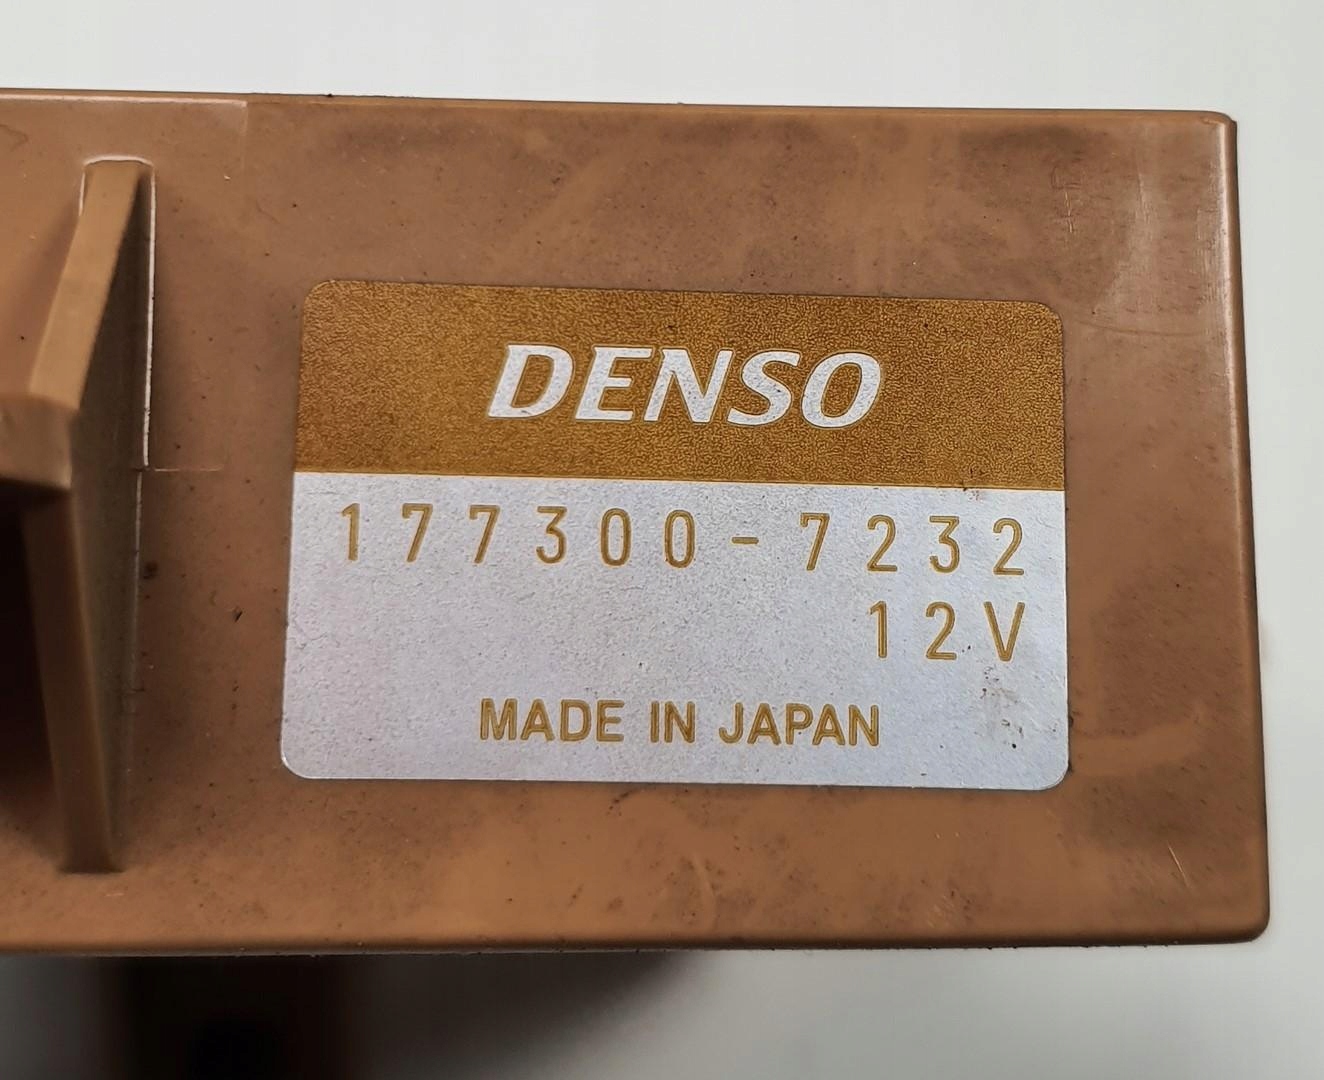 DENSO
177300-7232
12V
MADE IN JAPAN